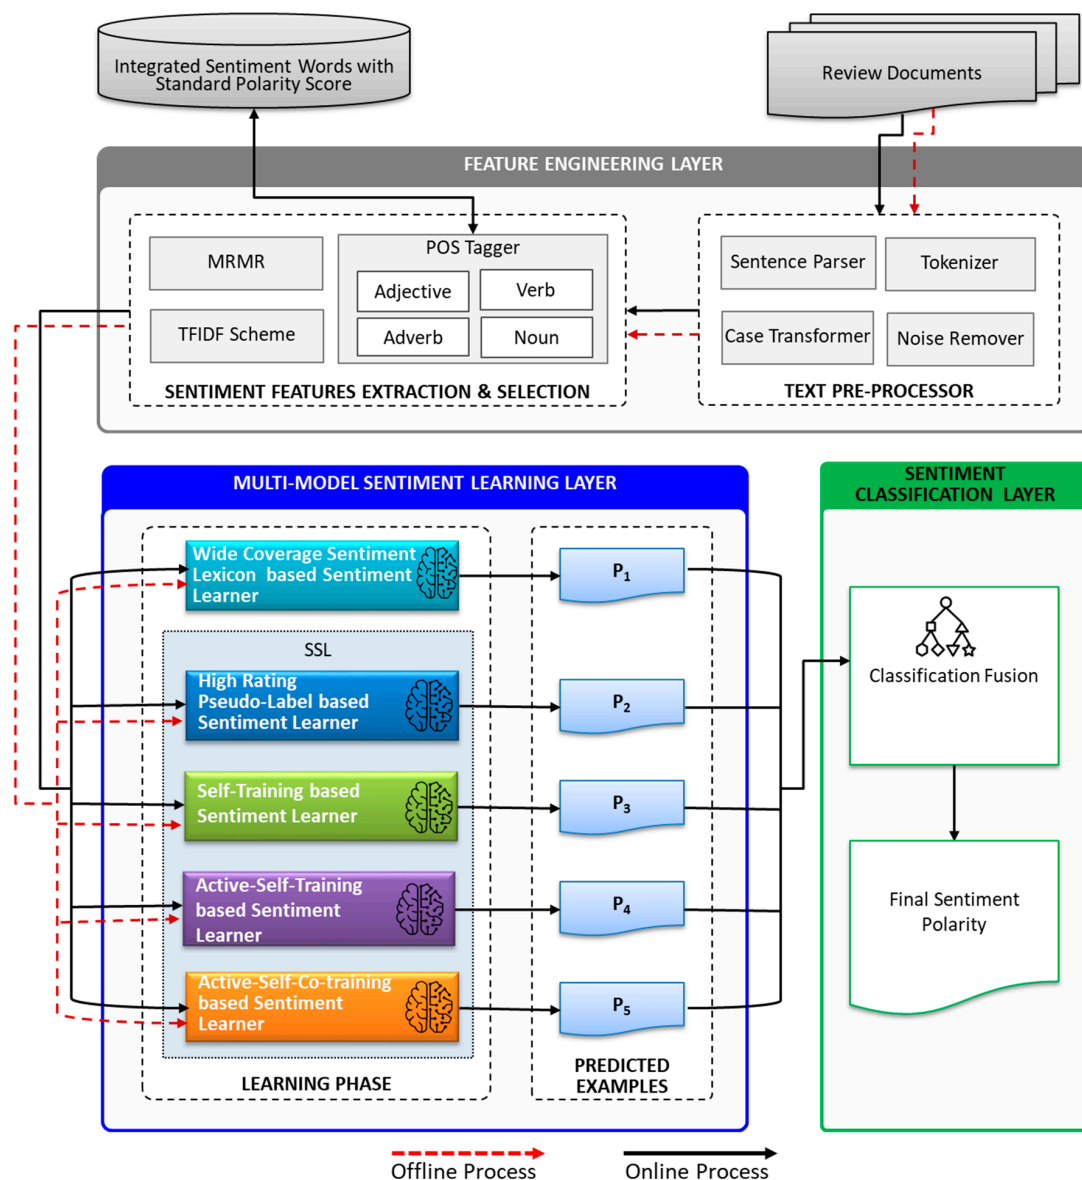 Integrated Sentiment Words with
Standard Polarity Score
Review Documents
FEATURE ENGINEERING LAYER
MRMR
TFIDF Scheme
POS Tagger
Adjective
Verb
Adverb
Noun
SENTIMENT FEATURES EXTRACTION & SELECTION
Sentence Parser
Tokenizer
Case Transformer
Noise Remover
TEXT PRE-PROCESSOR
MULTI-MODEL SENTIMENT LEARNING LAYER
Wide Coverage Sentiment
Lexicon based Sentiment
Learner
SSL
High Rating
Pseudo-Label based
Sentiment Learner
Self-Training based
Sentiment Learner
Active-Self-Training
based Sentiment
Learner
Active-Self-Co-training
based Sentiment
Learner
LEARNING PHASE
P1
P2
P3
P4
P5
PREDICTED
EXAMPLES
SENTIMENT
CLASSIFICATION LAYER
Classification Fusion
Final Sentiment
Polarity
Offline Process
Online Process